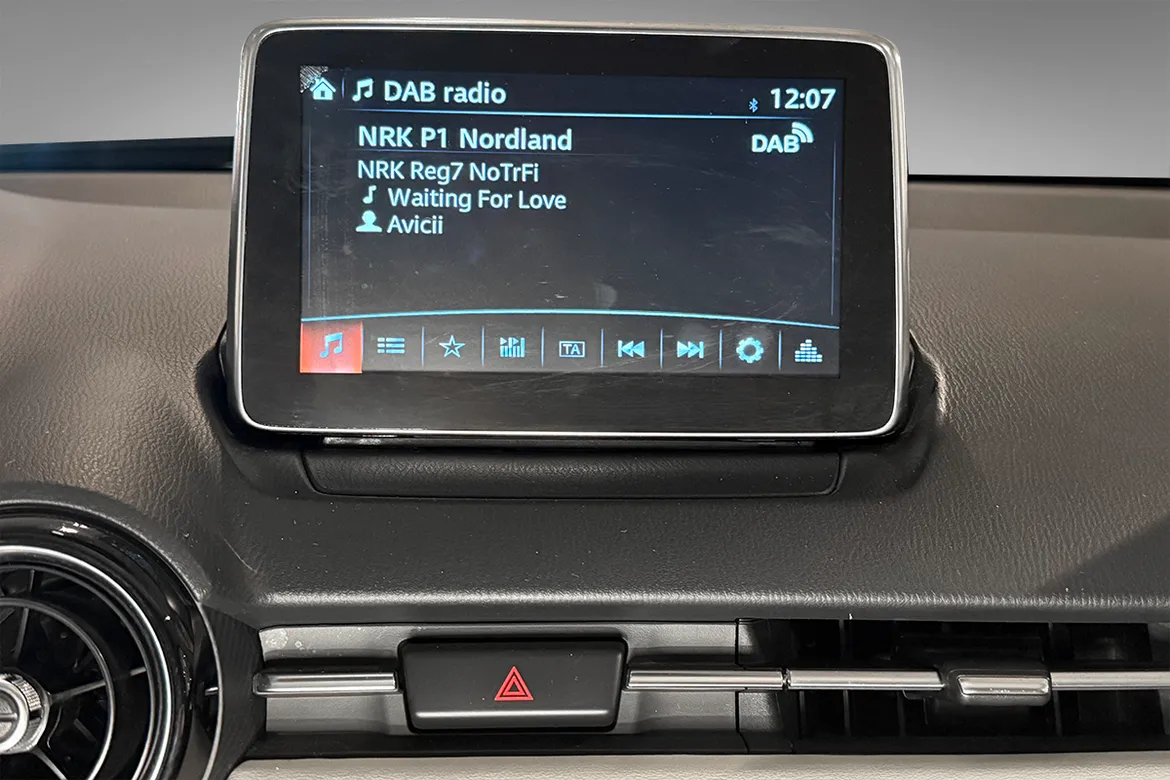 DAB radio
12:07
NRK P1 Nordland
DAB
NRK Reg7 NoTrFi
Waiting For Love
Avicii
TA